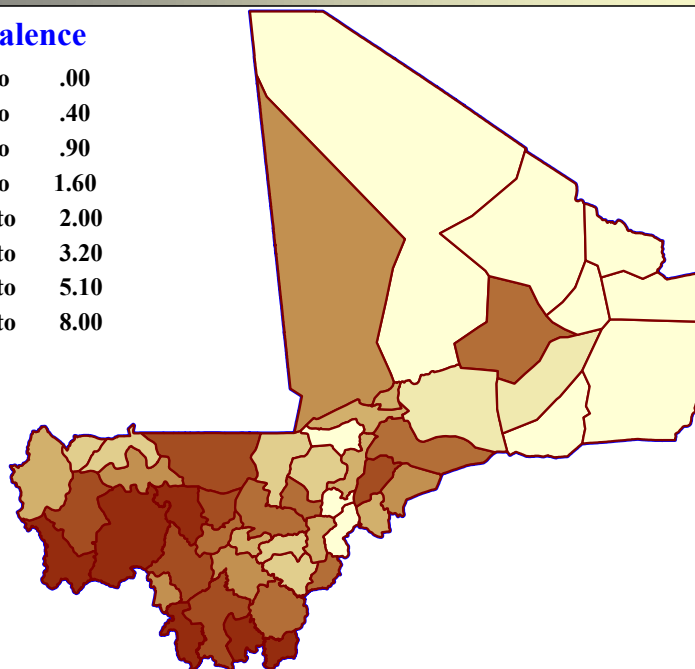 alence
o .00
o .40
o .90
o 1.60
to 2.00
to 3.20
to 5.10
to 8.00